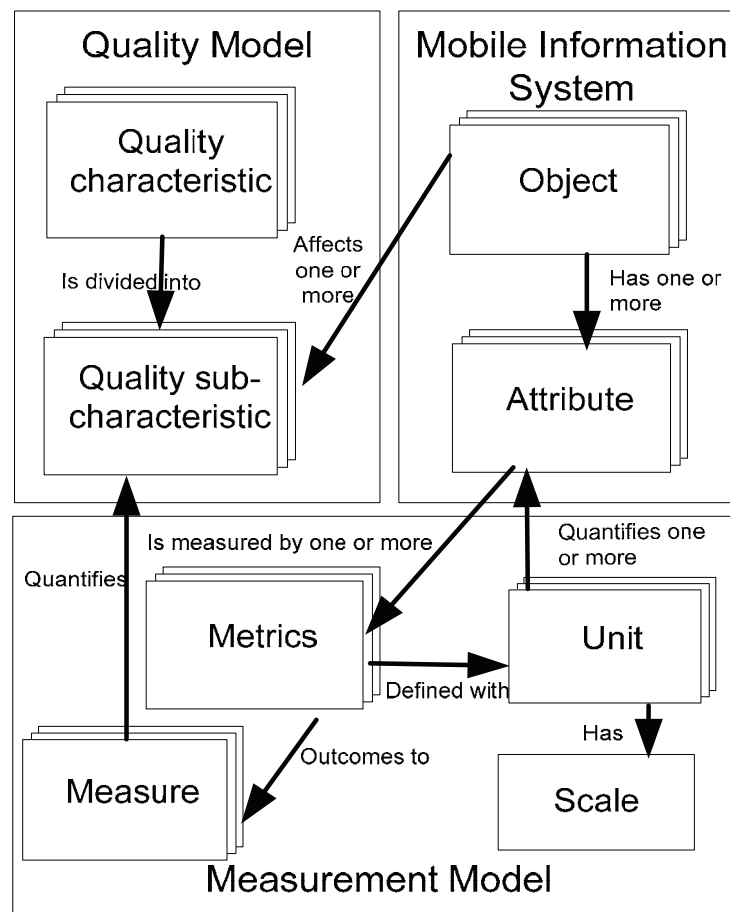 Quality Model
Quality
characteristic
Is divided into
Quality sub-
characteristic
Affects
one or
more
Mobile Information
System
Object
Has one or
more
Attribute
Is measured by one or more
Quantifies one
or more
Quantifies
Metrics
Defined with
Unit
Has
Outcomes to
Measure
Scale
Measurement Model